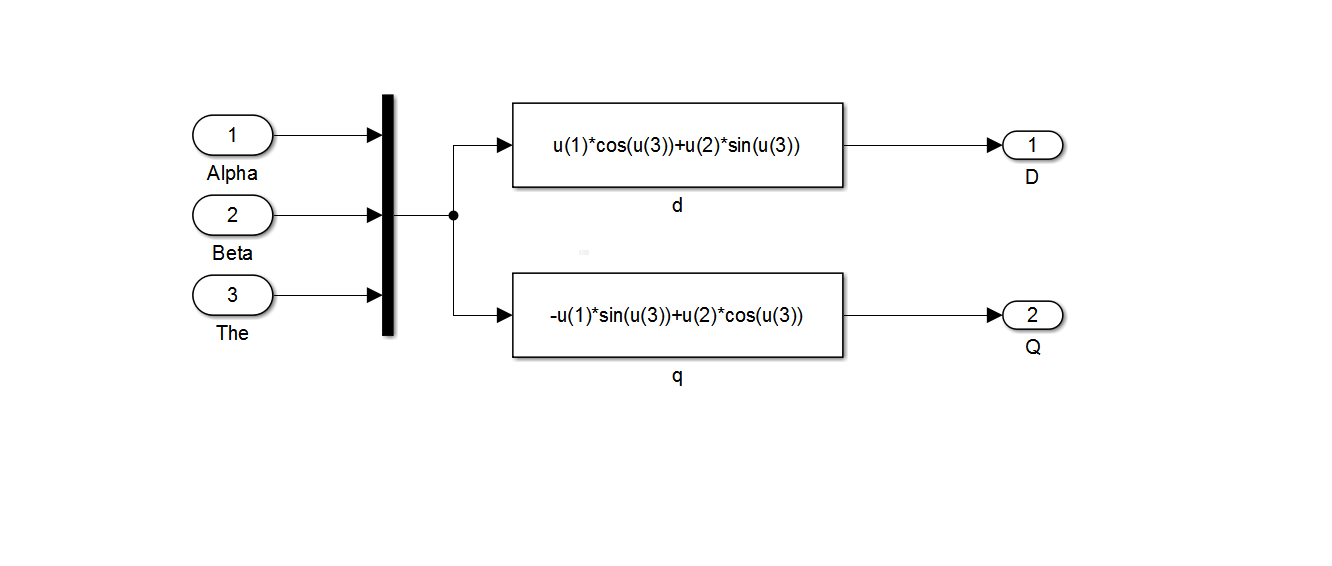 1
Alpha
2
Beta
3
The
u(1)*cos(u(3))+u(2)*sin(u(3))
d
-u(1)*sin(u(3))+u(2)*cos(u(3))
q
1
D
2
Q